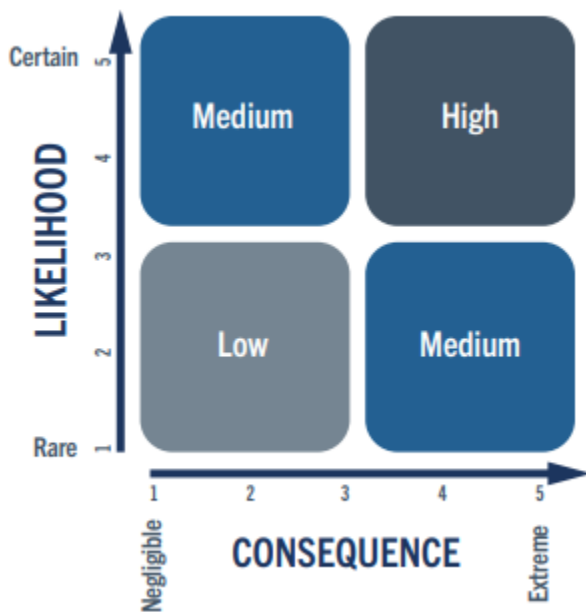 Certain
5
Medium
High
4
LIKELIHOOD
3
2
Low
Medium
Rare
1
1
2
3
4
5
Negligible
CONSEQUENCE
Extreme